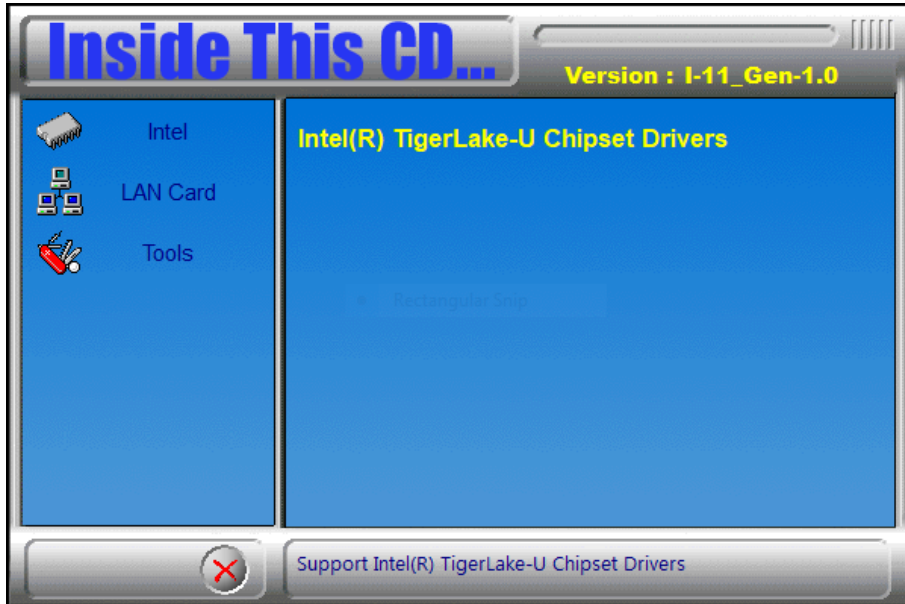 Inside This CD...
Version : I-11_Gen-1.0
Intel
LAN Card
Tools
Intel(R) TigerLake-U Chipset Drivers
Rectangular Snip
Support Intel(R) TigerLake-U Chipset Drivers